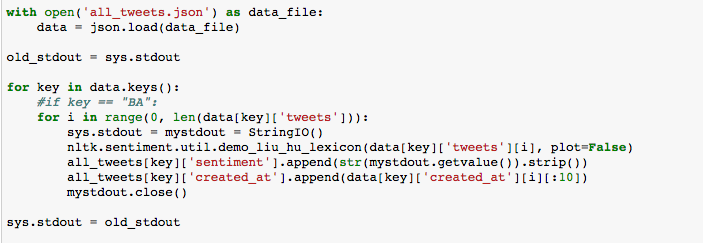 with open('all_tweets.json') as data_file:
    data = json.load(data_file)

old_stdout = sys.stdout

for key in data.keys():
    #if key == "BA":
    for i in range(0, len(data[key]['tweets'])):
        sys.stdout = mystdout = StringIO()
        nltk.sentiment.util.demo_liu_hu_lexicon(data[key]['tweets'][i], plot=False)
        all_tweets[key]['sentiment'].append(str(mystdout.getvalue()).strip())
        all_tweets[key]['created_at'].append(data[key]['created_at'][i][:10])
        mystdout.close()

sys.stdout = old_stdout